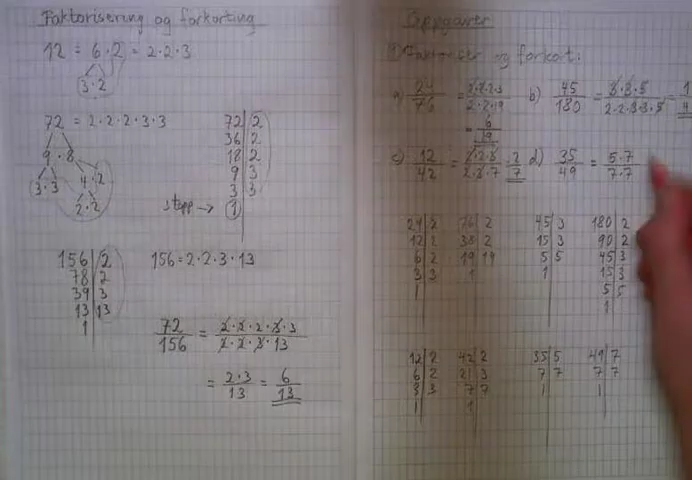 Faktorisering og forkorting
12 = 6 · 2 = 2 · 2 · 3
3 · 2
72 = 2 · 2 · 2 · 3 · 3
9 · 8
3 · 3 4 · 2
2 · 2
72 | 2
36 | 2
18 | 2
9 | 3
3 | 3
stopp → 1
156 | 2
78 | 2
39 | 3
13 | 13
1
156 = 2 · 2 · 3 · 13
72/156 = 2 · 2 · 2 · 3 · 3 / 2 · 2 · 3 · 13
= 2 · 3 / 13 = 6/13
Oppgaver
Faktoriser og forkort:
a) 24/76 = 2 · 2 · 2 · 3 / 2 · 2 · 19
= 6/19
b) 45/180 = 3 · 3 · 5 / 2 · 2 · 3 · 3 · 5 = 1/4
c) 12/42 = 2 · 2 · 3 / 2 · 3 · 7 = 2/7
d) 35/49 = 5 · 7 / 7 · 7
24 | 2
12 | 2
6 | 2
3 | 3
1
76 | 2
38 | 2
19 | 19
1
45 | 3
15 | 3
5 | 5
1
180 | 2
90 | 2
45 | 3
15 | 3
5 | 5
1
12 | 2
6 | 2
3 | 3
1
42 | 2
21 | 3
7 | 7
1
35 | 5
7 | 7
1
49 | 7
7 | 7
1